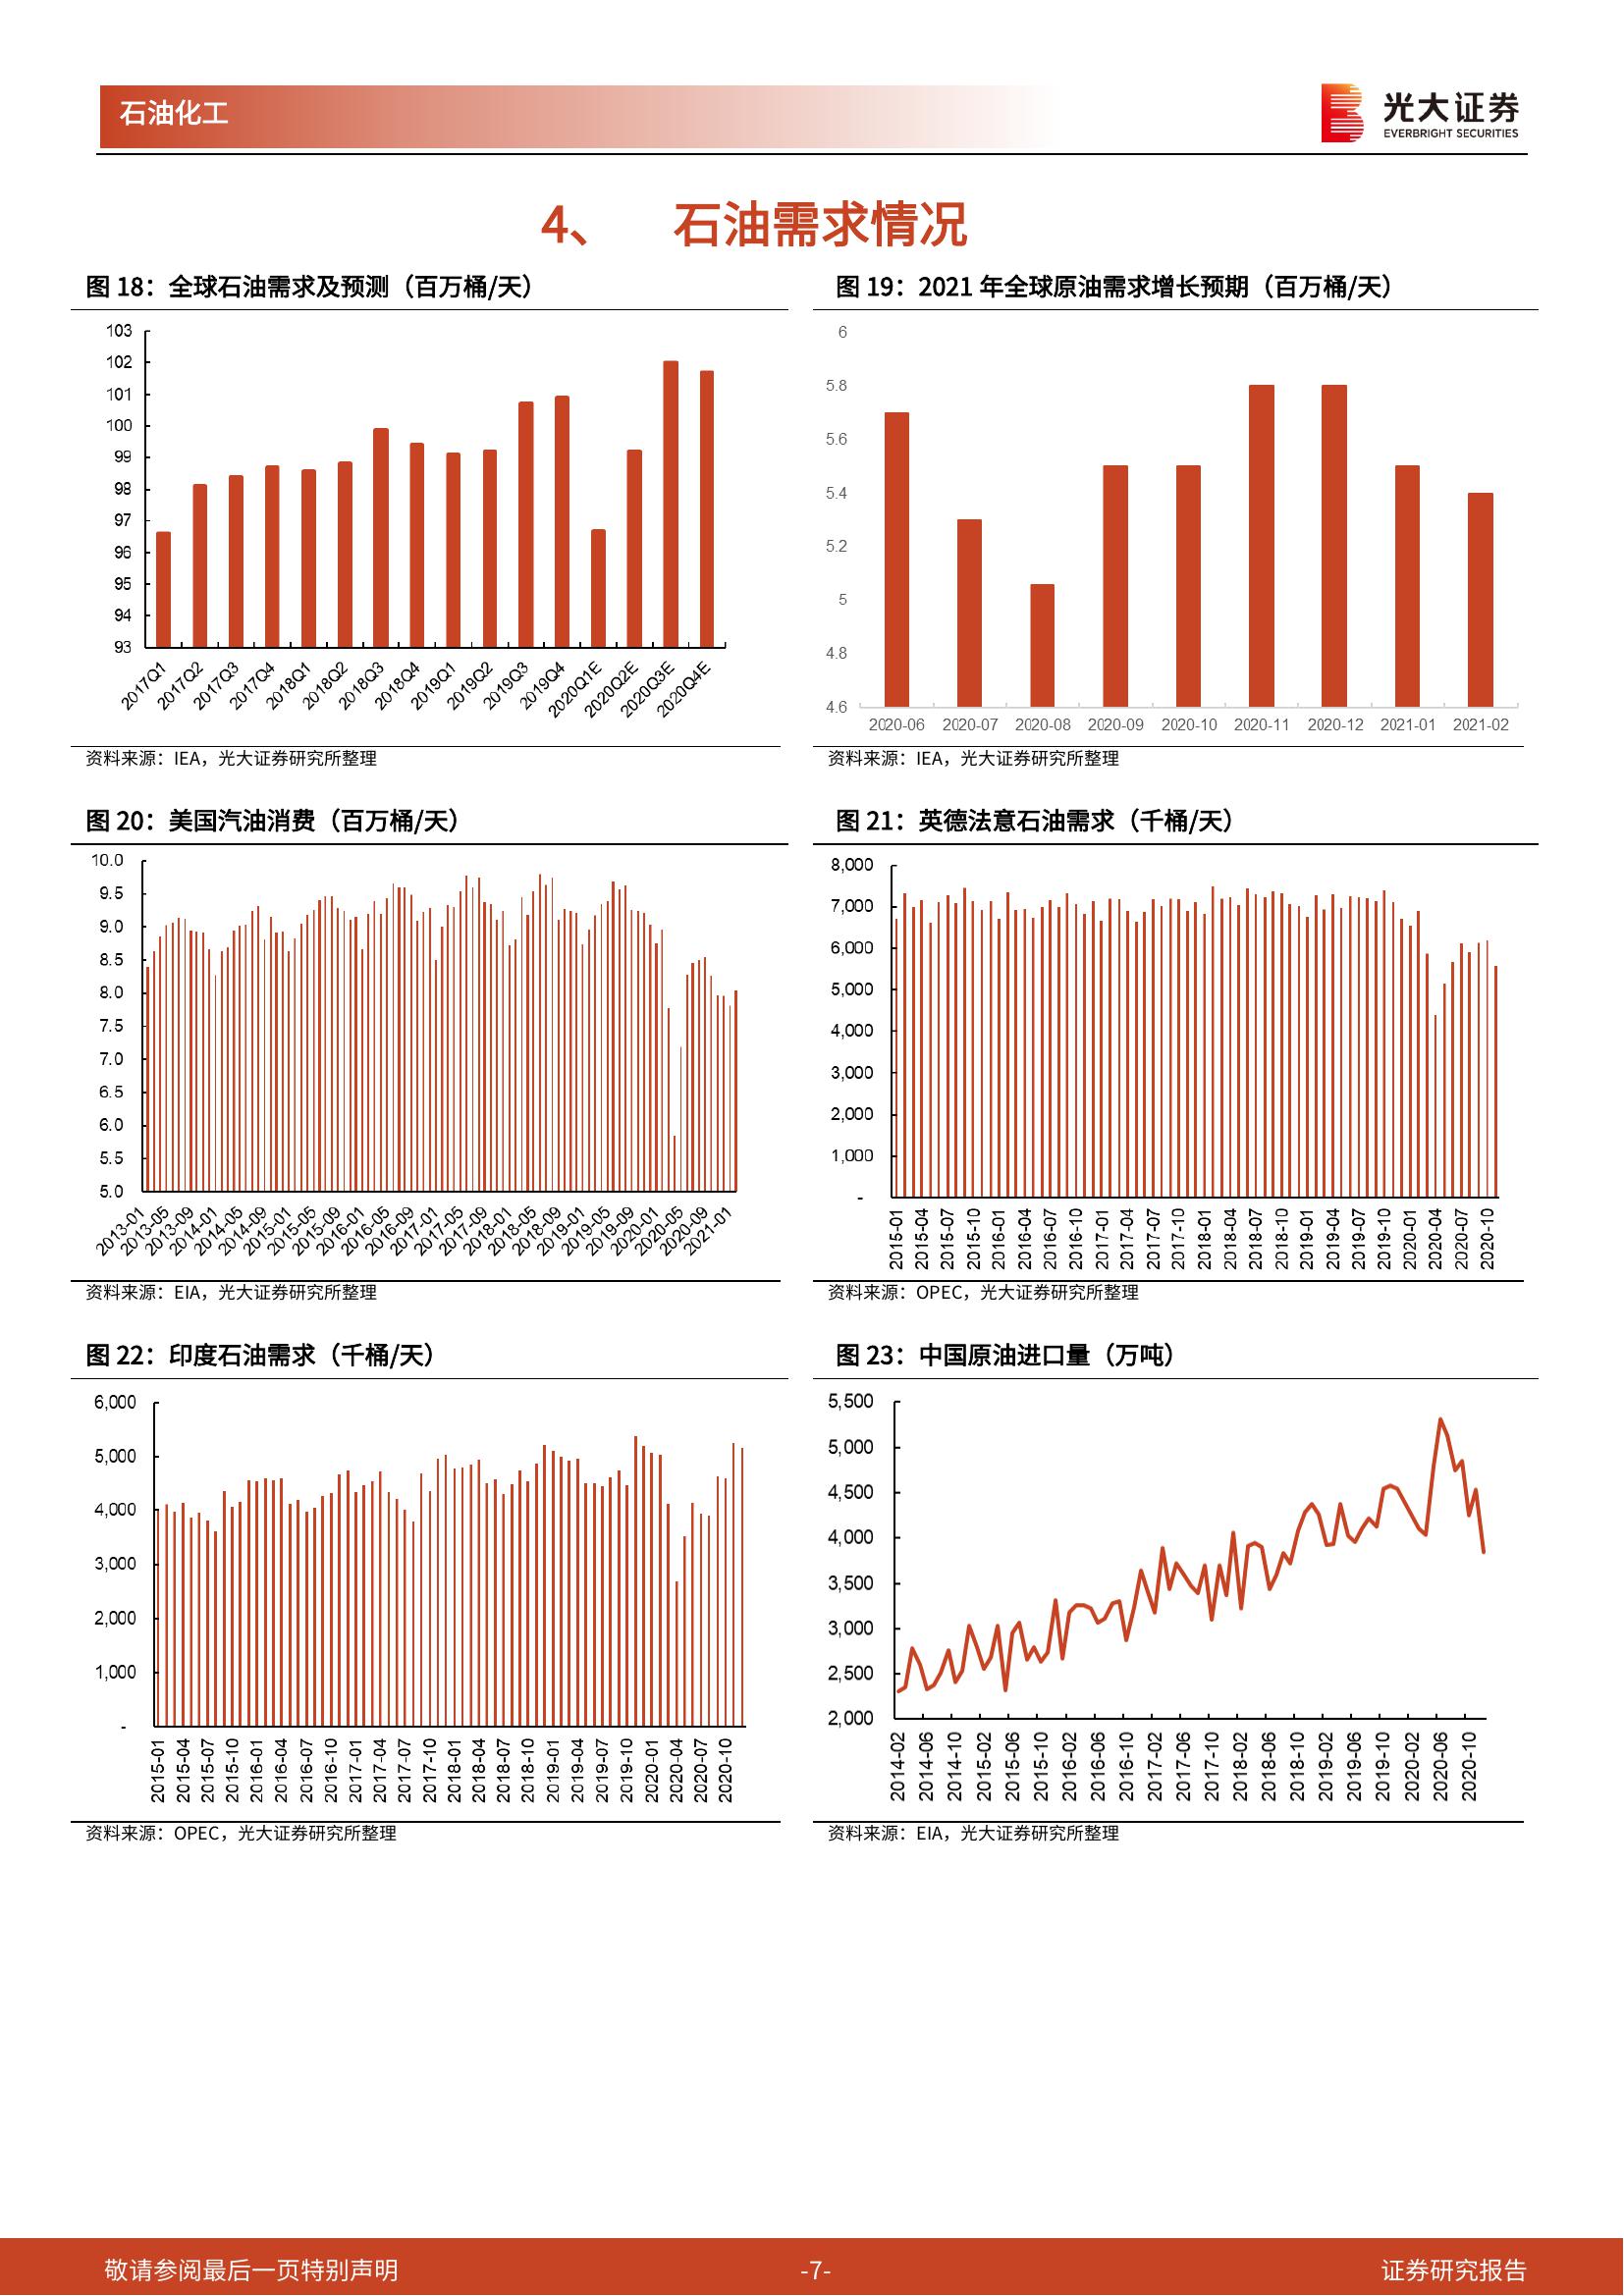 石油化工
光大证券
EVERBRIGHT SECURITIES
4、 石油需求情况
图 18：全球石油需求及预测（百万桶/天）
103
102
101
100
99
98
97
96
95
94
93
2017Q1 2017Q2 2017Q3 2017Q4 2018Q1 2018Q2 2018Q3 2018Q4 2019Q1 2019Q2 2019Q3 2019Q4 2020Q1E 2020Q2E 2020Q3E 2020Q4E
资料来源：IEA，光大证券研究所整理
图 19：2021 年全球原油需求增长预期（百万桶/天）
6
5.8
5.6
5.4
5.2
5
4.8
4.6
2020-06 2020-07 2020-08 2020-09 2020-10 2020-11 2020-12 2021-01 2021-02
资料来源：IEA，光大证券研究所整理
图 20：美国汽油消费（百万桶/天）
10.0
9.5
9.0
8.5
8.0
7.5
7.0
6.5
6.0
5.5
5.0
2013-01 2013-05 2013-09 2014-01 2014-05 2014-09 2015-01 2015-05 2015-09 2016-01 2016-05 2016-09 2017-01 2017-05 2017-09 2018-01 2018-05 2018-09 2019-01 2019-05 2019-09 2020-01 2020-05 2020-09 2021-01
资料来源：EIA，光大证券研究所整理
图 21：英德法意石油需求（千桶/天）
8,000
7,000
6,000
5,000
4,000
3,000
2,000
1,000
-
2015-01 2015-04 2015-07 2015-10 2016-01 2016-04 2016-07 2016-10 2017-01 2017-04 2017-07 2017-10 2018-01 2018-04 2018-07 2018-10 2019-01 2019-04 2019-07 2019-10 2020-01 2020-04 2020-07 2020-10
资料来源：OPEC，光大证券研究所整理
图 22：印度石油需求（千桶/天）
6,000
5,000
4,000
3,000
2,000
1,000
-
2015-01 2015-04 2015-07 2015-10 2016-01 2016-04 2016-07 2016-10 2017-01 2017-04 2017-07 2017-10 2018-01 2018-04 2018-07 2018-10 2019-01 2019-04 2019-07 2019-10 2020-01 2020-04 2020-07 2020-10
资料来源：OPEC，光大证券研究所整理
图 23：中国原油进口量（万吨）
5,500
5,000
4,500
4,000
3,500
3,000
2,500
2,000
2014-02 2014-06 2014-10 2015-02 2015-06 2015-10 2016-02 2016-06 2016-10 2017-02 2017-06 2017-10 2018-02 2018-06 2018-10 2019-02 2019-06 2019-10 2020-02 2020-06 2020-10
资料来源：EIA，光大证券研究所整理
敬请参阅最后一页特别声明
-7-
证券研究报告